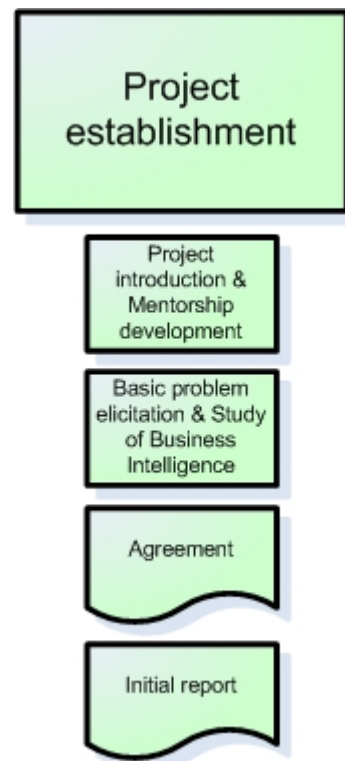 Project
establishment
Project
introduction &
Mentorship
development
Basic problem
elicitation & Study
of Business
Intelligence
Agreement
Initial report